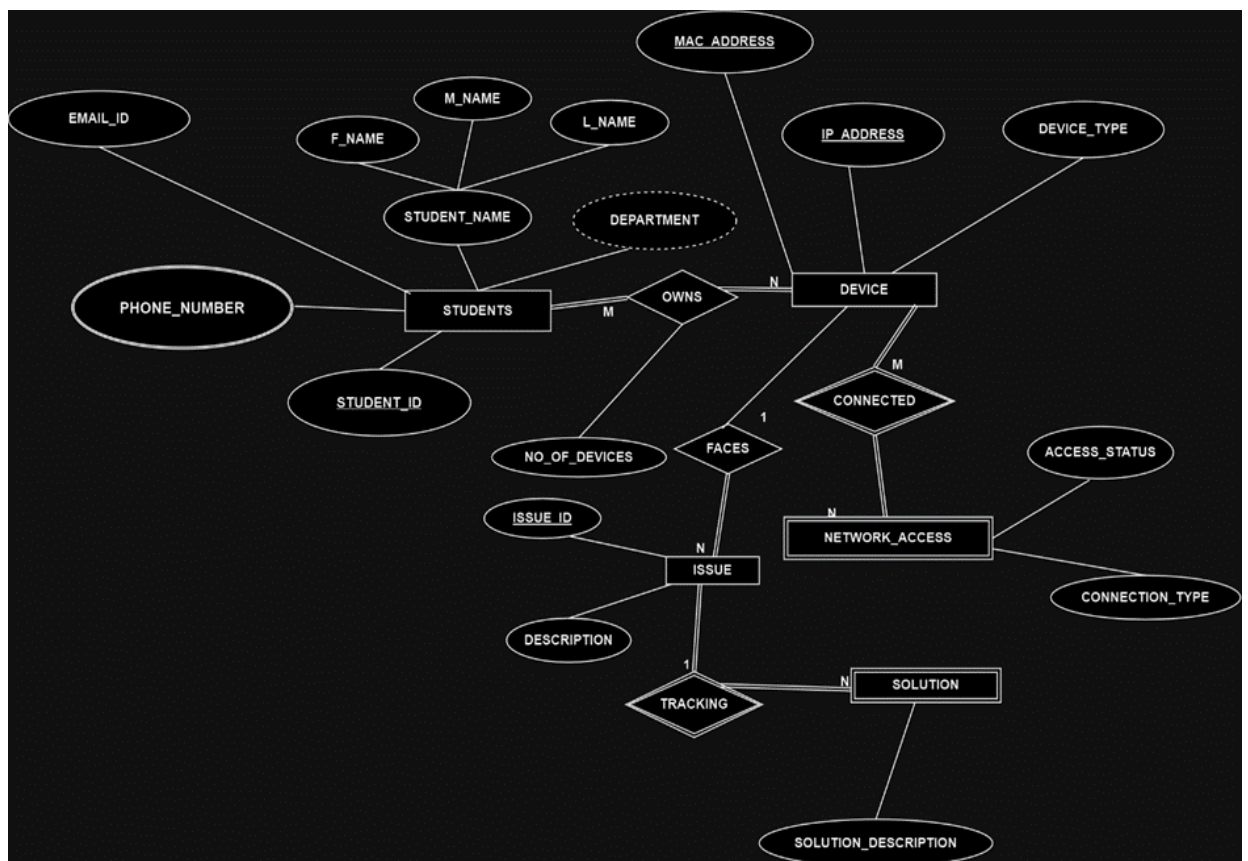 MAC_ADDRESS
M_NAME
EMAIL_ID
F_NAME
L_NAME
IP_ADDRESS
DEVICE_TYPE
STUDENT_NAME
DEPARTMENT
PHONE_NUMBER
STUDENTS
M
OWNS
N
DEVICE
STUDENT_ID
M
CONNECTED
1
FACES
NO_OF_DEVICES
ACCESS_STATUS
ISSUE_ID
N
NETWORK_ACCESS
N
ISSUE
CONNECTION_TYPE
DESCRIPTION
1
TRACKING
N
SOLUTION
SOLUTION_DESCRIPTION